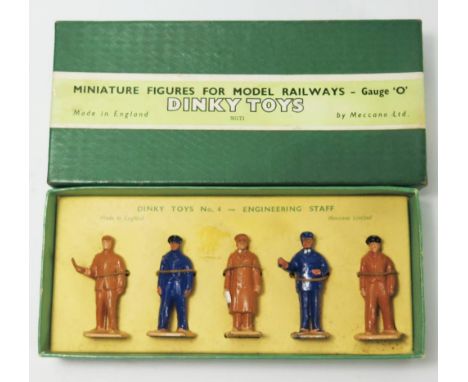 MINIATURE FIGURES FOR MODEL RAILWAYS - Gauge 'O'
DINKY TOYS
Made in England
by Meccano Ltd.
DINKY TOYS No. 4 — ENGINEERING STAFF
Made in England
Meccano Limited